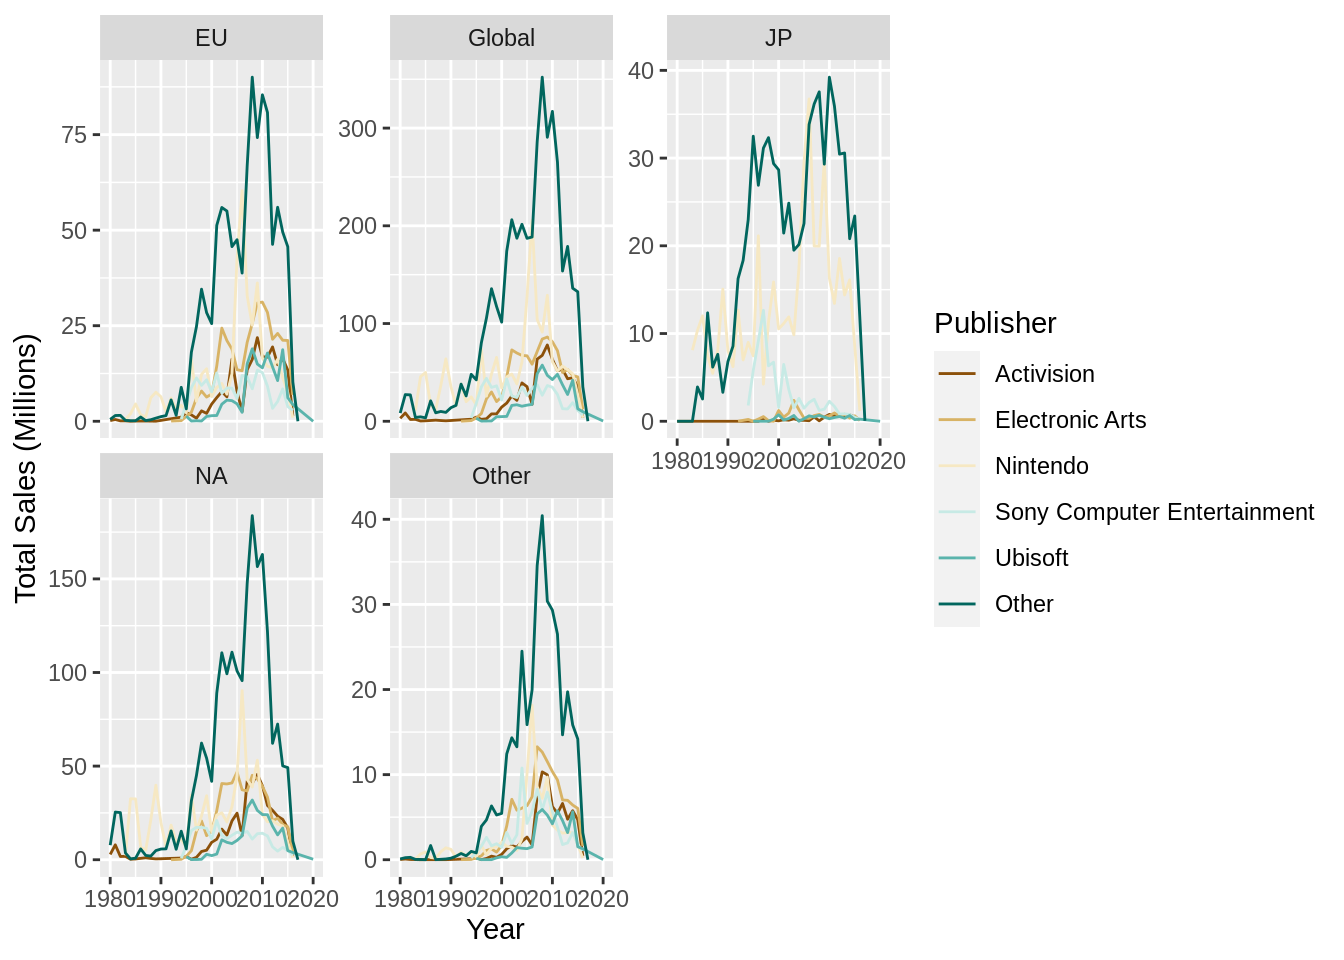 EU
Global
JP
75
50
25
0
300
200
100
0
40
30
20
10
0
1980 1990 2000 2010 2020
NA
Other
150
100
50
0
40
30
20
10
0
1980 1990 2000 2010 2020
1980 1990 2000 2010 2020
Year
Total Sales (Millions)
Publisher
Activision
Electronic Arts
Nintendo
Sony Computer Entertainment
Ubisoft
Other